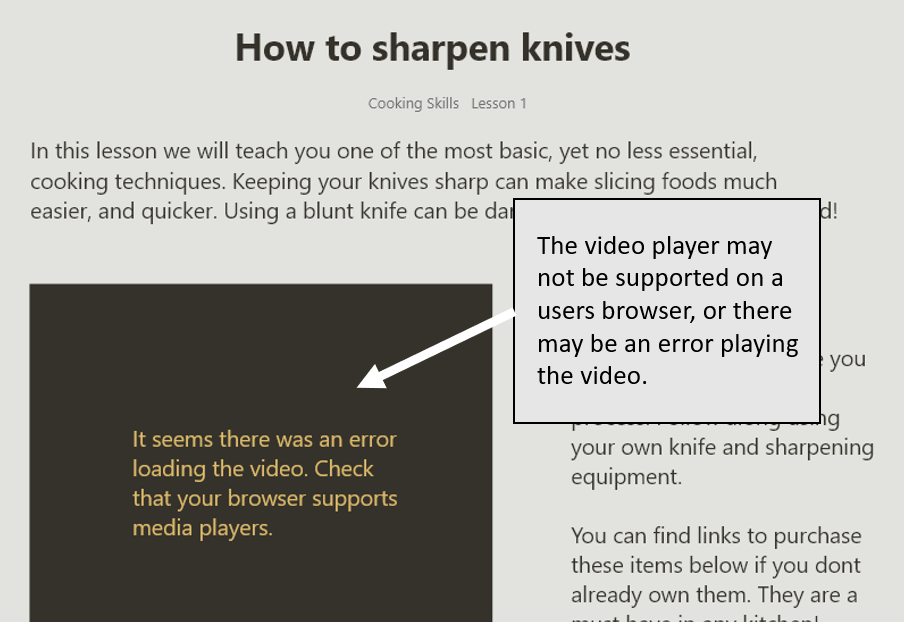 How to sharpen knives
Cooking Skills Lesson 1
In this lesson we will teach you one of the most basic, yet no less essential,
cooking techniques. Keeping your knives sharp can make slicing foods much
easier, and quicker. Using a blunt knife can be
The video player may
not be supported on a
users browser, or there
may be an error playing
the video.
It seems there was an error
loading the video. Check
that your browser supports
media players.
you
your own knife and sharpening
equipment.
You can find links to purchase
these items below if you dont
already own them. They are a
must have in any kitchen!